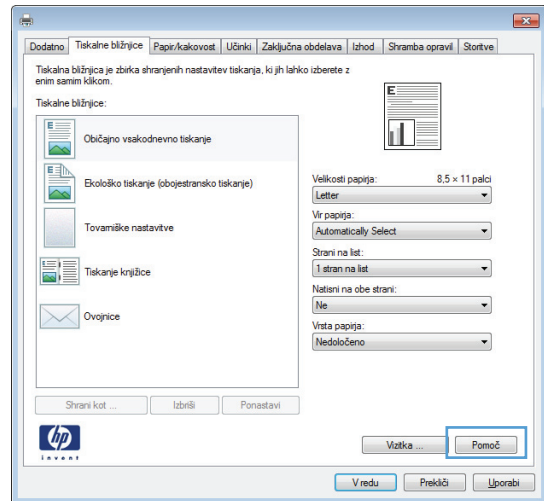 Dodatno Tiskalne bližnjice Papir/kakovost Učinki Zaključna obdelava Izhod Shramba opravil Storitve
Tiskalna bližnjica je zbirka shranjenih nastavitev tiskanja, ki jih lahko izberete z
enim samim klikom.
Tiskalne bližnjice:
Običajno vsakodnevno tiskanje
Ekološko tiskanje (obojestransko tiskanje)
Tovarniške nastavitve
Tiskanje knjižice
Ovojnice
Shrani kot ... Izbriši Ponastavi
E
Velikosti papirja: 8,5 × 11 palci
Letter
Vir papirja:
Automatically Select
Strani na list:
1 stran na list
Natisni na obe strani:
Ne
Vrsta papirja:
Nedoločeno
hp
invent
Vizitka ... Pomoč
V redu Prekliči Uporabi